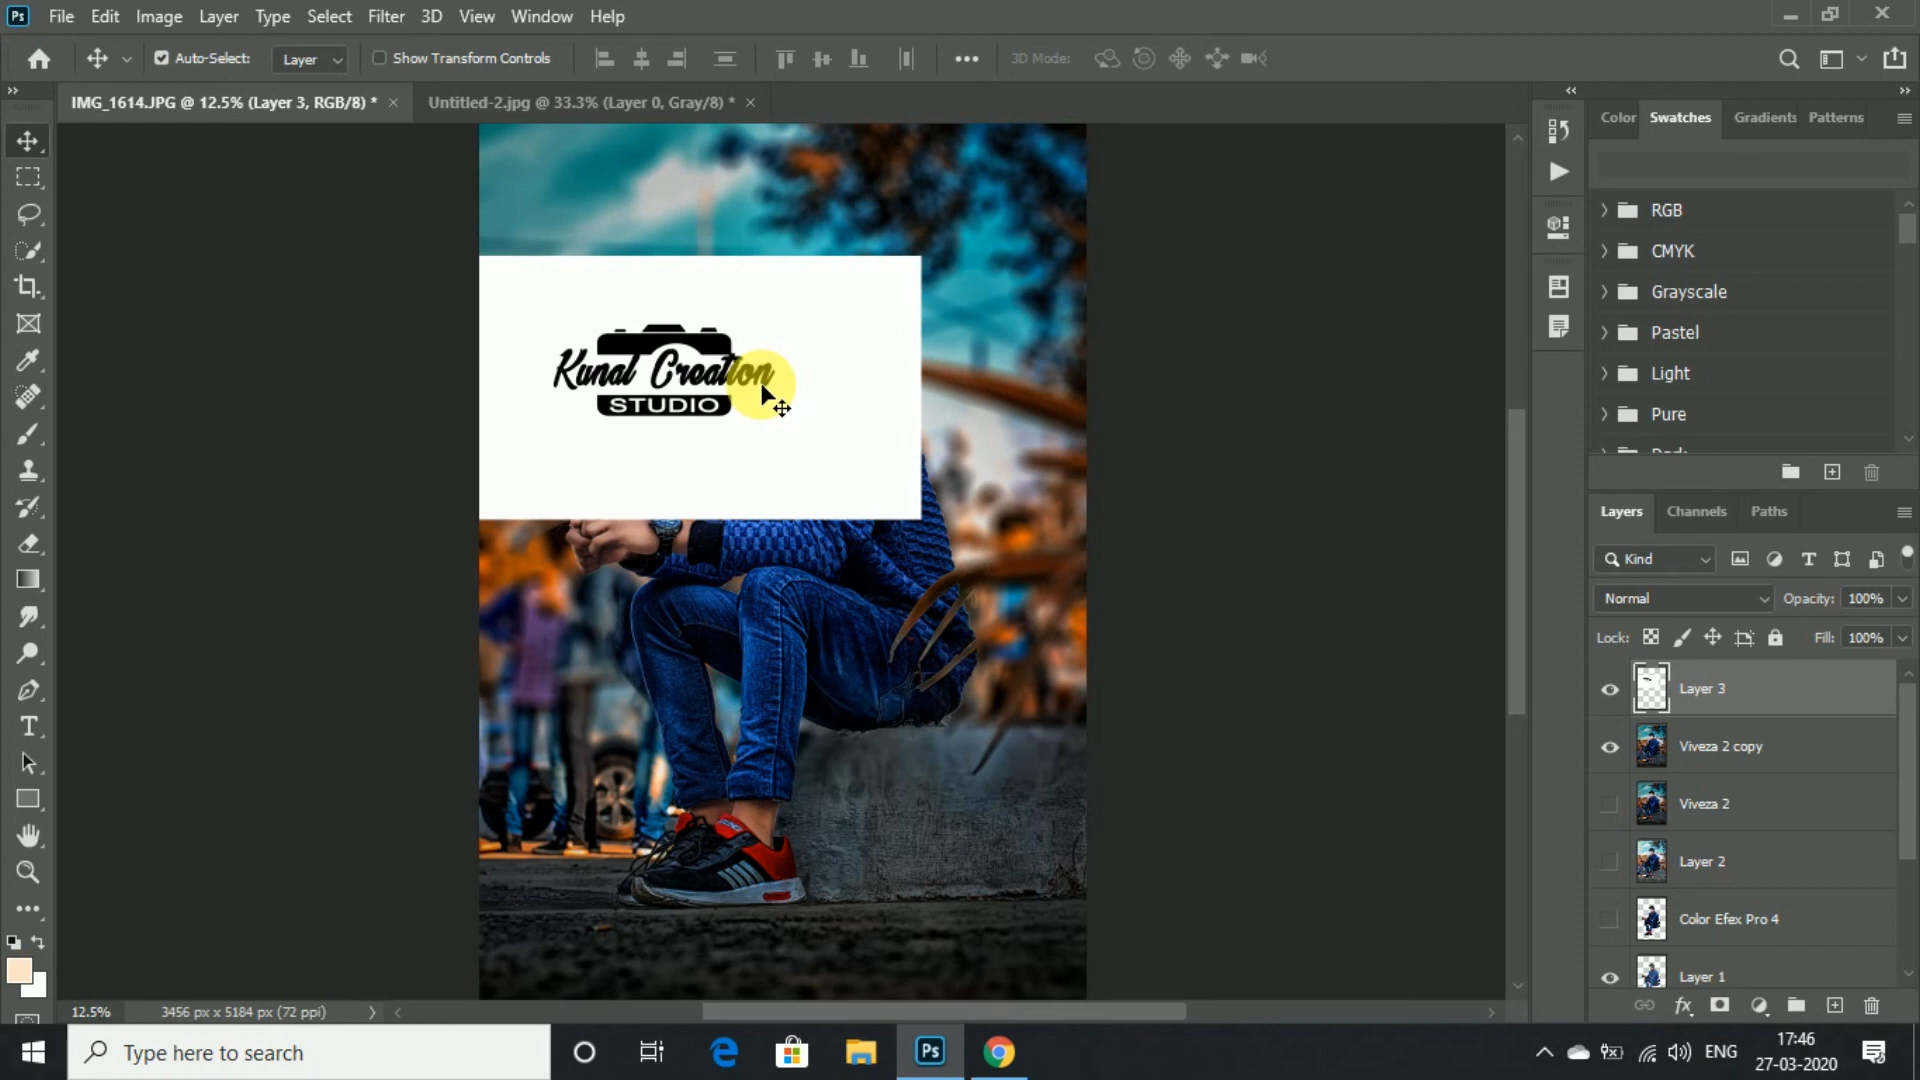 Ps File Edit Image Layer Type Select Filter 3D View Window Help
Auto-Select: Layer Show Transform Controls 3D Mode:
IMG_1614.JPG @ 12.5% (Layer 3, RGB/8) * × Untitled-2.jpg @ 33.3% (Layer 0, Gray/8) * ×
Color Swatches Gradients Patterns
RGB
CMYK
Grayscale
Pastel
Light
Pure
Kunal Creation
STUDIO
Layers Channels Paths
Kind
Normal Opacity: 100%
Lock: Fill: 100%
Layer 3
Viveza 2 copy
Viveza 2
Layer 2
Color Efex Pro 4
Layer 1
12.5% 3456 px x 5184 px (72 ppi)
Type here to search
Ps
ENG
17:46
27-03-2020